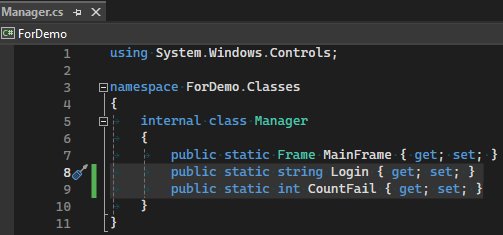 Manager.cs
C# ForDemo
1 using System.Windows.Controls;
2
3 namespace ForDemo.Classes
4 {
5 internal class Manager
6 {
7 public static Frame MainFrame { get; set; }
8 public static string Login { get; set; }
9 public static int CountFail { get; set; }
10 }
11 }